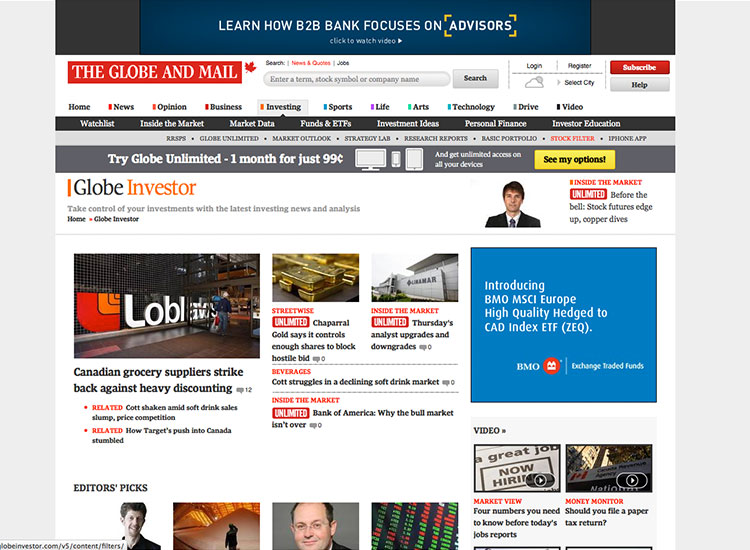 LEARN HOW B2B BANK FOCUSES ON ADVISORS
click to watch video
THE GLOBE AND MAIL
Search: | News & Quotes | Jobs
Enter a term, stock symbol or company name
Search
Login
Register
Select City
Subscribe
Help
Home
News
Opinion
Business
Investing
Sports
Life
Arts
Technology
Drive
Video
Watchlist
Inside the Market
Market Data
Funds & ETFs
Investment Ideas
Personal Finance
Investor Education
RRSPS • GLOBE UNLIMITED • MARKET OUTLOOK • STRATEGY LAB • RESEARCH REPORTS • BASIC PORTFOLIO • STOCK FILTER • IPHONE APP
Try Globe Unlimited - 1 month for just 99¢
And get unlimited access on
all your devices
See my options!
Globe Investor
Take control of your investments with the latest investing news and analysis
Home » Globe Investor
INSIDE THE MARKET
UNLIMITED Before the
bell: Stock futures edge
up, copper dives
Lobl
Canadian grocery suppliers strike
back against heavy discounting 12
RELATED Cott shaken amid soft drink sales
slump, price competition
RELATED How Target's push into Canada
stumbled
STREETWISE
UNLIMITED Chaparral
Gold says it controls
enough shares to block
hostile bid 0
LINAMAR
INSIDE THE MARKET
UNLIMITED Thursday's
analyst upgrades and
downgrades 0
BEVERAGES
Cott struggles in a declining soft drink market 0
INSIDE THE MARKET
UNLIMITED Bank of America: Why the bull market
isn't over 0
Introducing
BMO MSCI Europe
High Quality Hedged to
CAD Index ETF (ZEQ).
BMO
Exchange Traded Funds
VIDEO »
a great job
NOW
HIRING
MARKET VIEW
Four numbers you
need to know before today's
jobs reports
Canada Revenue
Agency
National
MONEY MONITOR
Should you file a paper
tax return?
EDITORS' PICKS
globeinvestor.com/v5/content/filters/